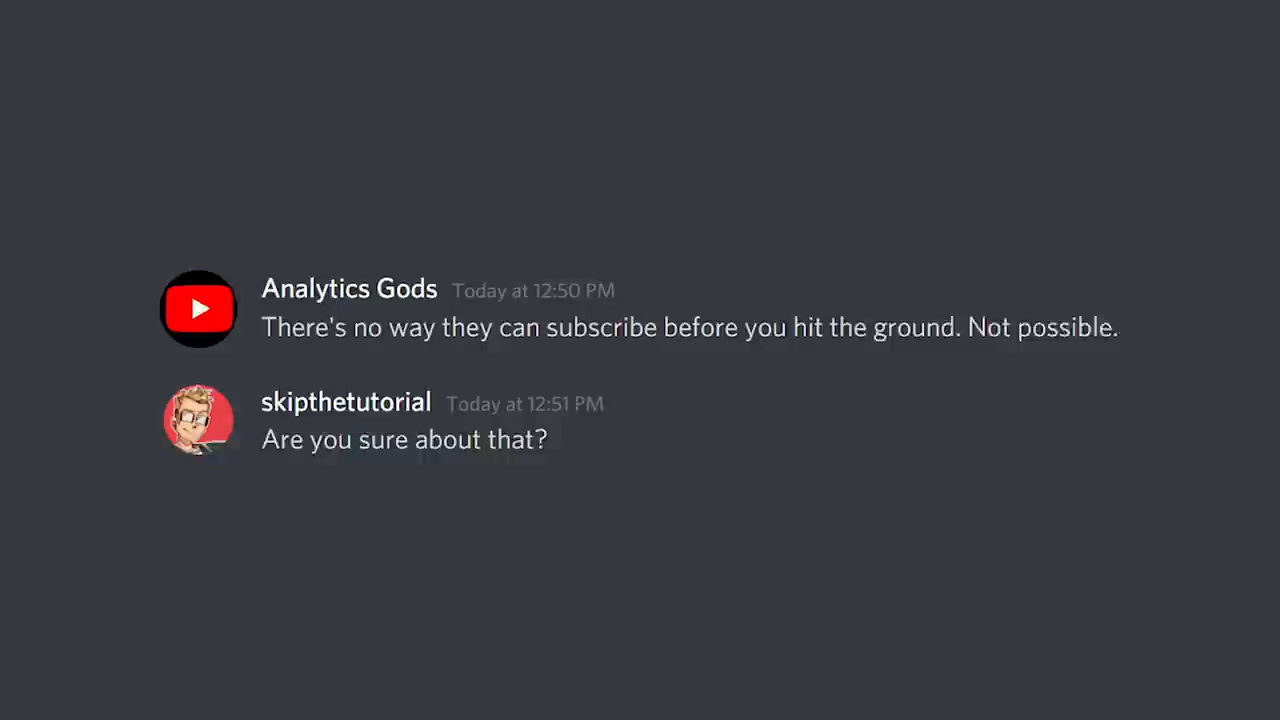 Analytics Gods Today at 12:50 PM
There's no way they can subscribe before you hit the ground. Not possible.
skipthetutorial Today at 12:51 PM
Are you sure about that?